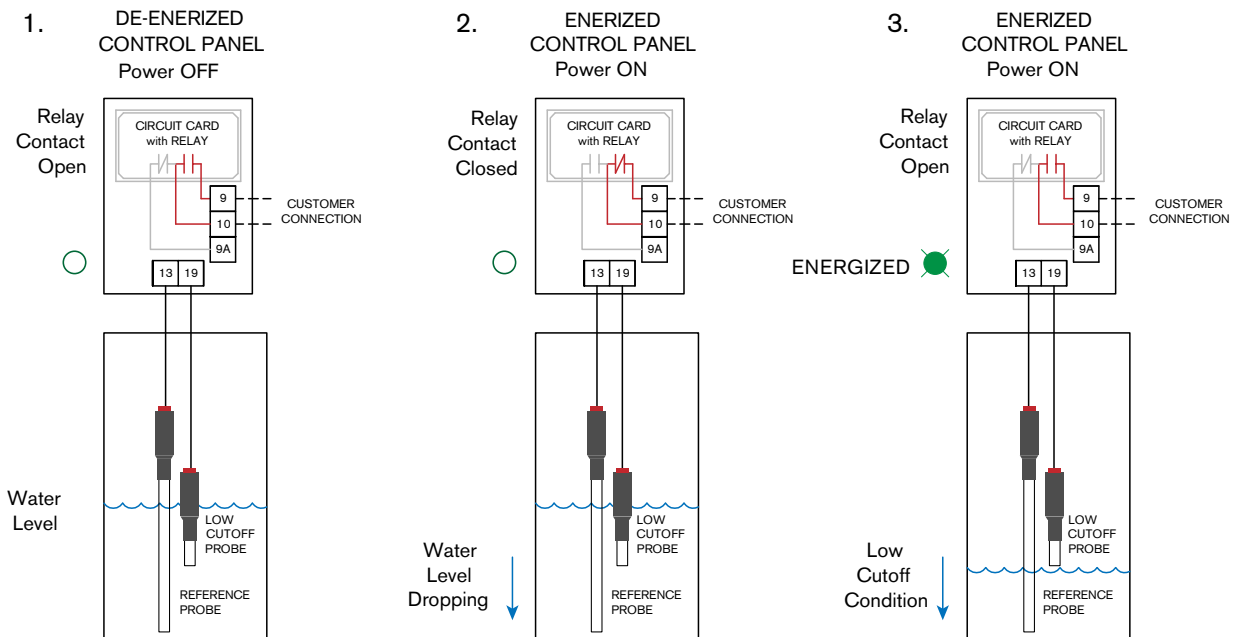 1.
DE-ENERIZED
CONTROL PANEL
Power OFF
Relay
Contact
Open
CIRCUIT CARD
with RELAY
9
10
9A
CUSTOMER
CONNECTION
13 19
Water
Level
LOW
CUTOFF
PROBE
REFERENCE
PROBE
2.
ENERIZED
CONTROL PANEL
Power ON
Relay
Contact
Closed
CIRCUIT CARD
with RELAY
9
10
9A
CUSTOMER
CONNECTION
13 19
LOW
CUTOFF
PROBE
Water
Level
Dropping
REFERENCE
PROBE
3.
ENERIZED
CONTROL PANEL
Power ON
Relay
Contact
Open
CIRCUIT CARD
with RELAY
9
10
9A
CUSTOMER
CONNECTION
ENERGIZED
13 19
LOW
CUTOFF
PROBE
Low
Cutoff
Condition
REFERENCE
PROBE